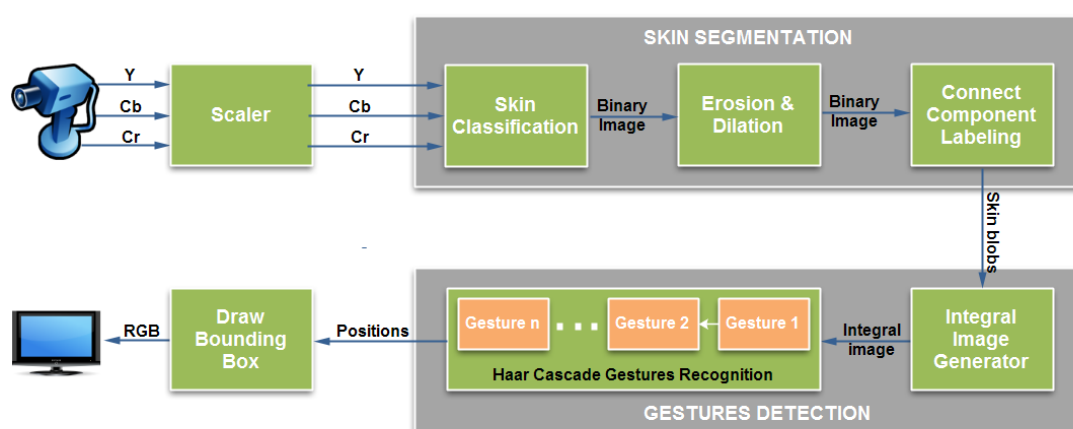 SKIN SEGMENTATION
Y
Cb
Cr
Scaler
Y
Cb
Cr
Skin
Classification
Binary
Image
Erosion &
Dilation
Binary
Image
Connect
Component
Labeling
Skin blobs
RGB
Draw
Bounding
Box
Positions
Gesture n
Gesture 2
Gesture 1
Haar Cascade Gestures Recognition
Integral
image
Integral
Image
Generator
GESTURES DETECTION